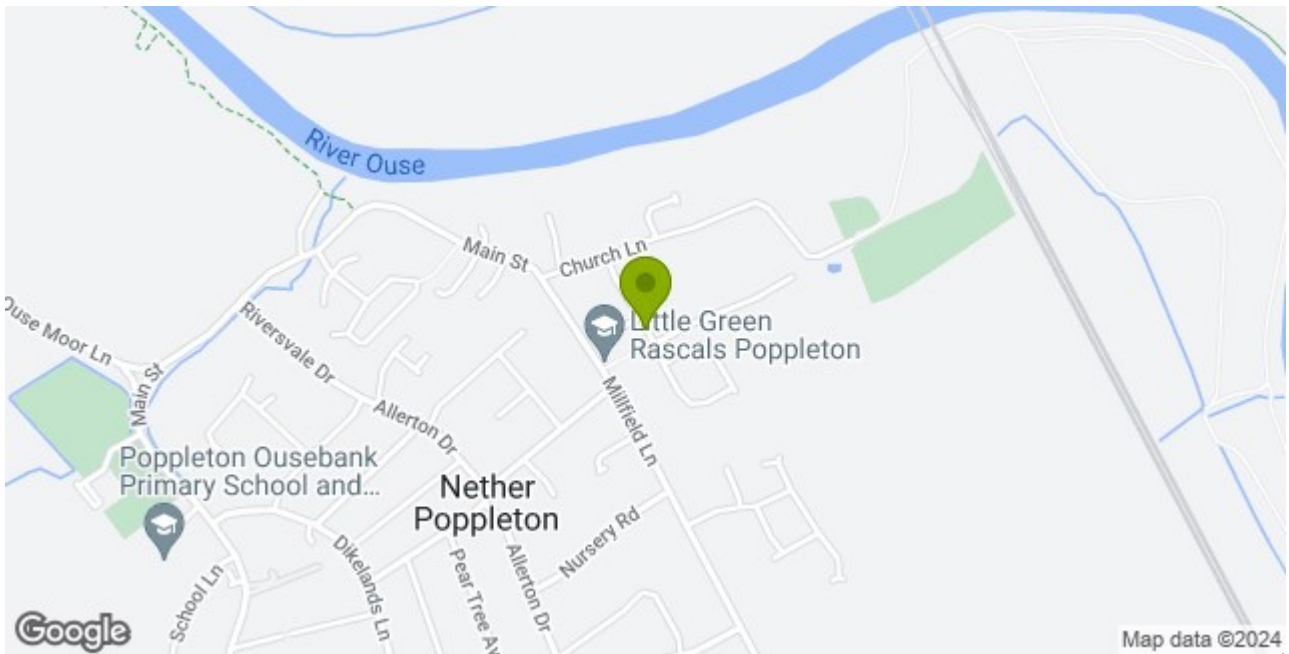 River Ouse
Main St
Church Ln
Little Green
Rascals Poppleton
Ouse Moor Ln
Riversvale Dr
Main St
Allerton Dr
Millfield Ln
Poppleton Ousebank
Primary School and...
Nether
Poppleton
Nursery Rd
Dikelands Ln
Allerton Dr
Pear Tree Av
School Ln
Google
Map data ©2024